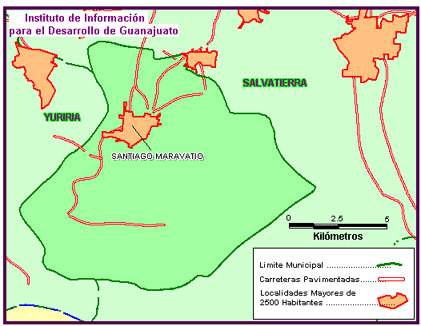 Instituto de Información
para el Desarrollo de Guanajuato
SALVATIERRA
YURIRIA
SANTIAGO MARAVATIO
0 2.5 5
Kilómetros
Limite Municipal ....................
Carreteras Pavimentadas........
Localidades Mayores de
2500 Habitantes ..............